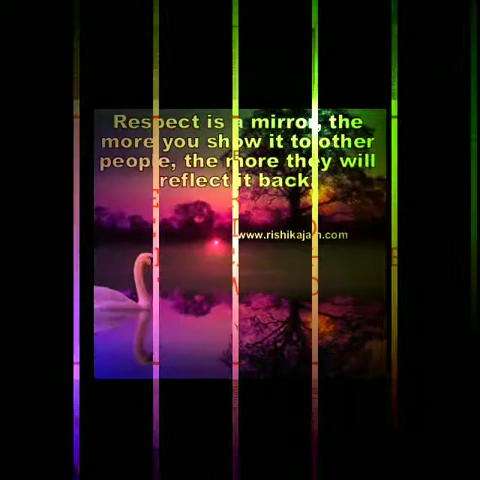 Respect is a mirror, the
more you show it to other
people, the more they will
reflect it back.
www.rishikajain.com